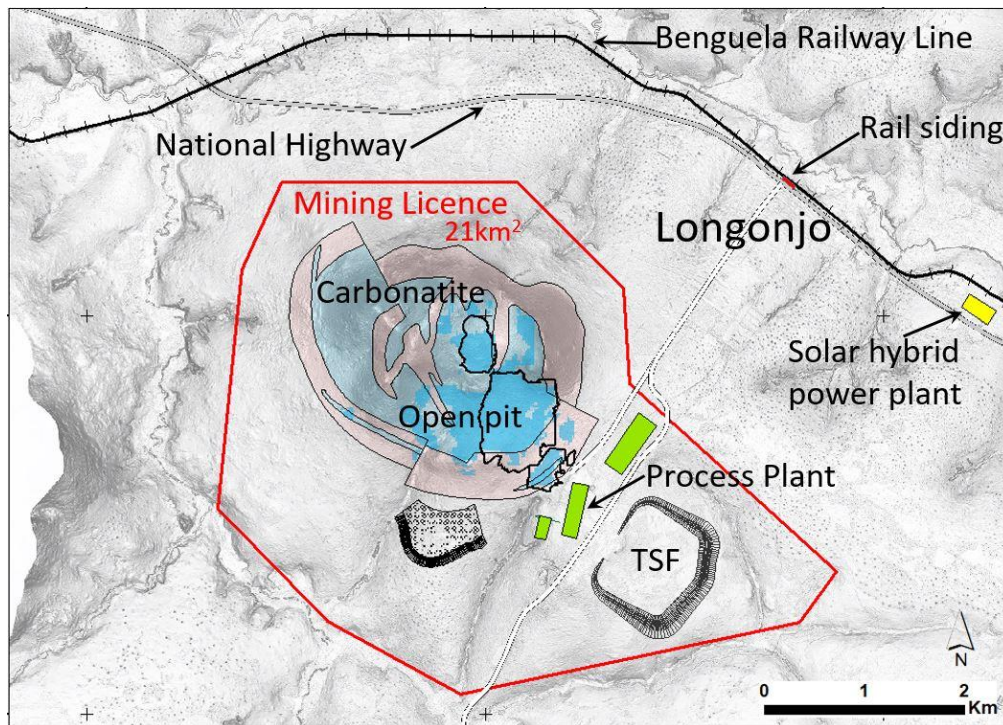 Benguela Railway Line
National Highway
Rail siding
Mining Licence
21km²
Longonjo
Carbonatite
Solar hybrid
power plant
Open pit
Process Plant
TSF
N
0 1 2
Km